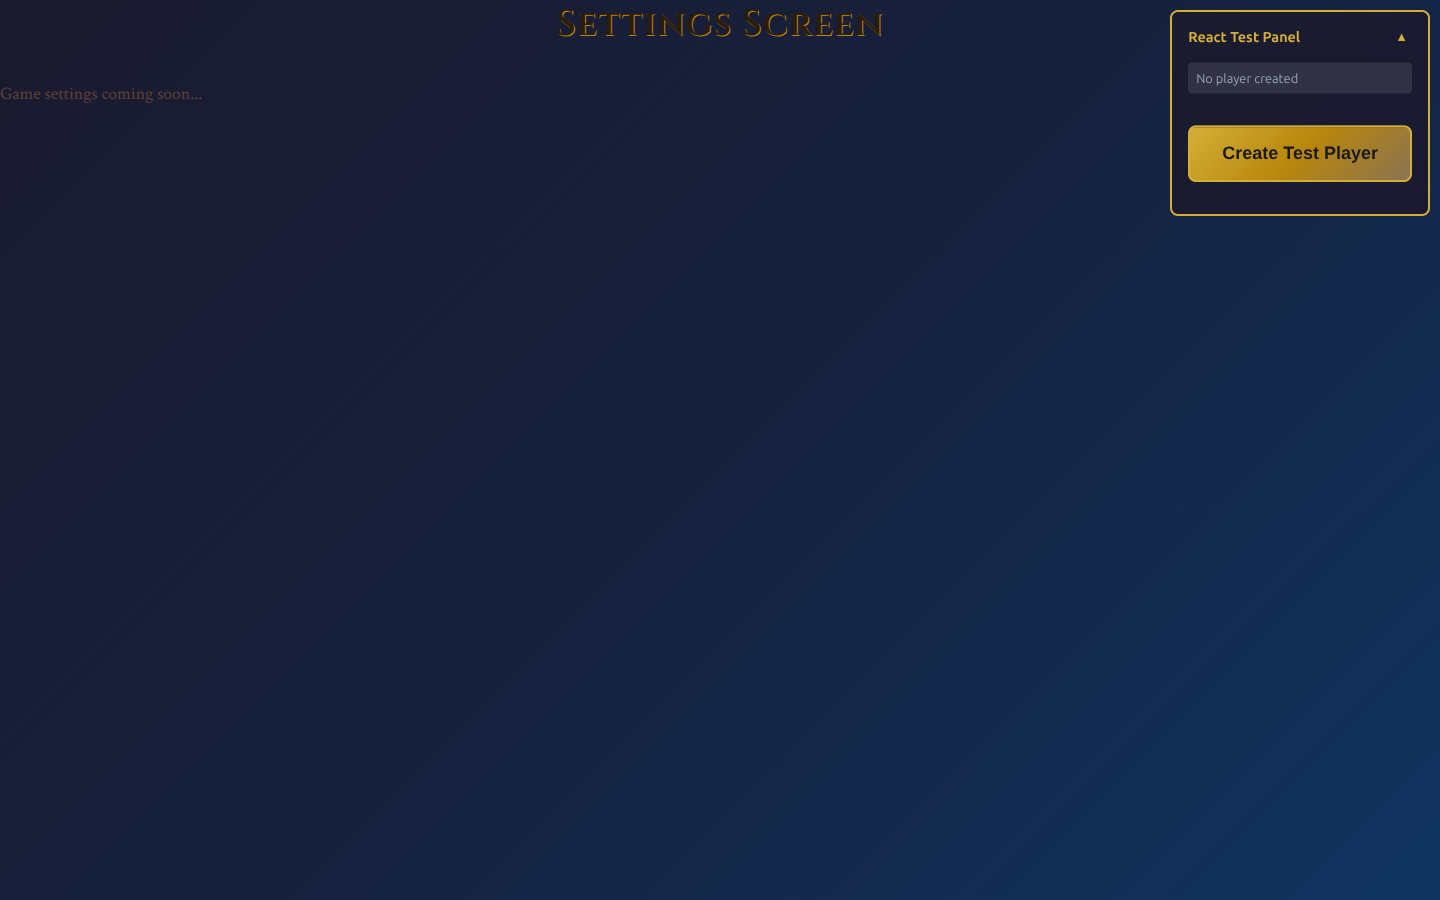 Settings Screen
Game settings coming soon...
React Test Panel ▲
No player created
Create Test Player